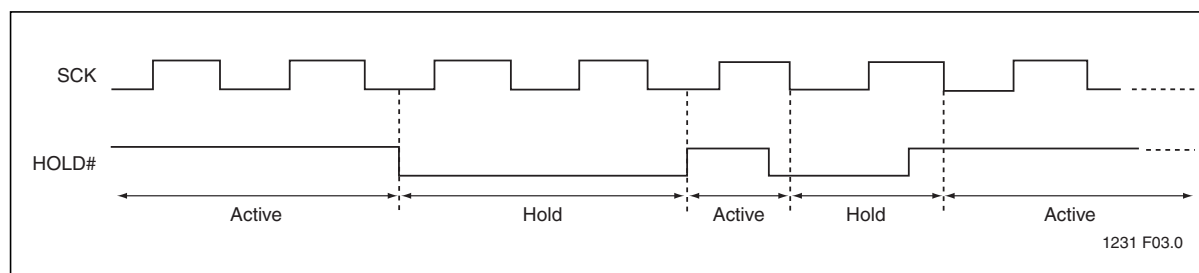 SCK
HOLD#
Active Hold Active Hold Active
1231 F03.0